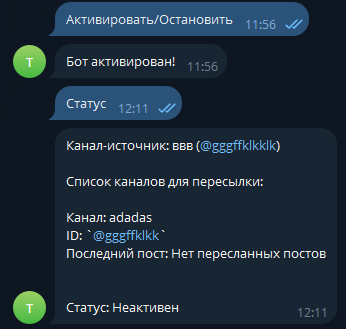 Активировать/Остановить
11:56
Т
Бот активирован!
11:56
Статус
12:11
Канал-источник: ввв (@gggffklkklk)
Список каналов для пересылки:
Канал: adadas
ID: `@gggffklkk`
Последний пост: Нет пересланных постов
Статус: Неактивен
12:11
Т